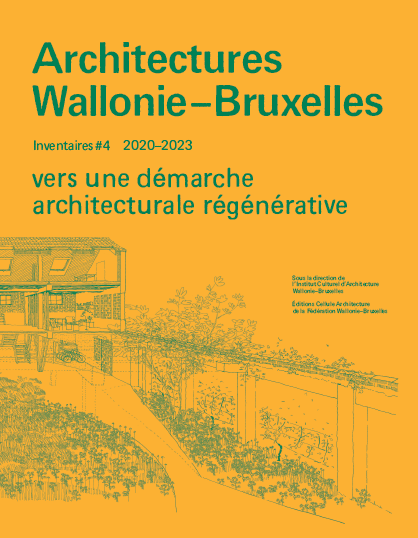 Architectures
Wallonie–Bruxelles
Inventaires #4 2020–2023
vers une démarche
architecturale régénérative
Sous la direction de
l'Institut Culturel d'Architecture
Wallonie–Bruxelles
Éditions Cellule Architecture
de la Fédération Wallonie–Bruxelles